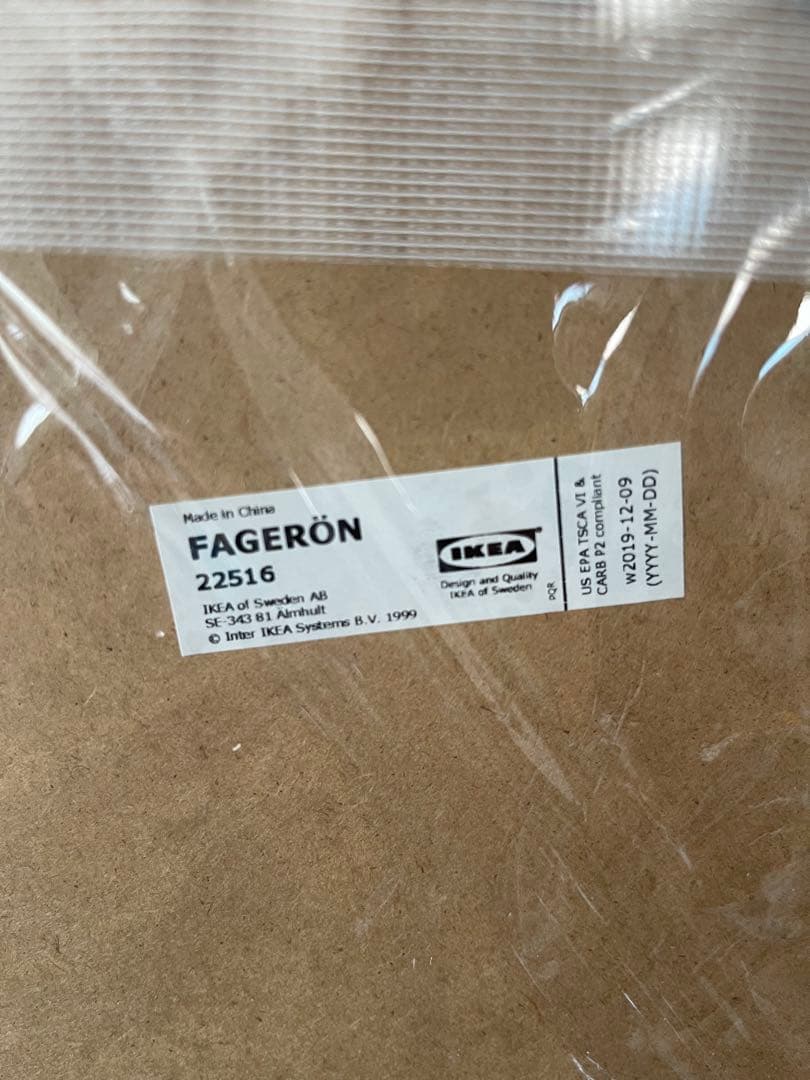 Made in China
FAGERÖN
22516
IKEA of Sweden AB
SE-343 81 Älmhult
© Inter IKEA Systems B.V. 1999
IKEA
Design and Quality
IKEA of Sweden
PQR
US EPA TSCA VI &
CARB P2 compliant
W2019-12-09
(YYYY-MM-DD)